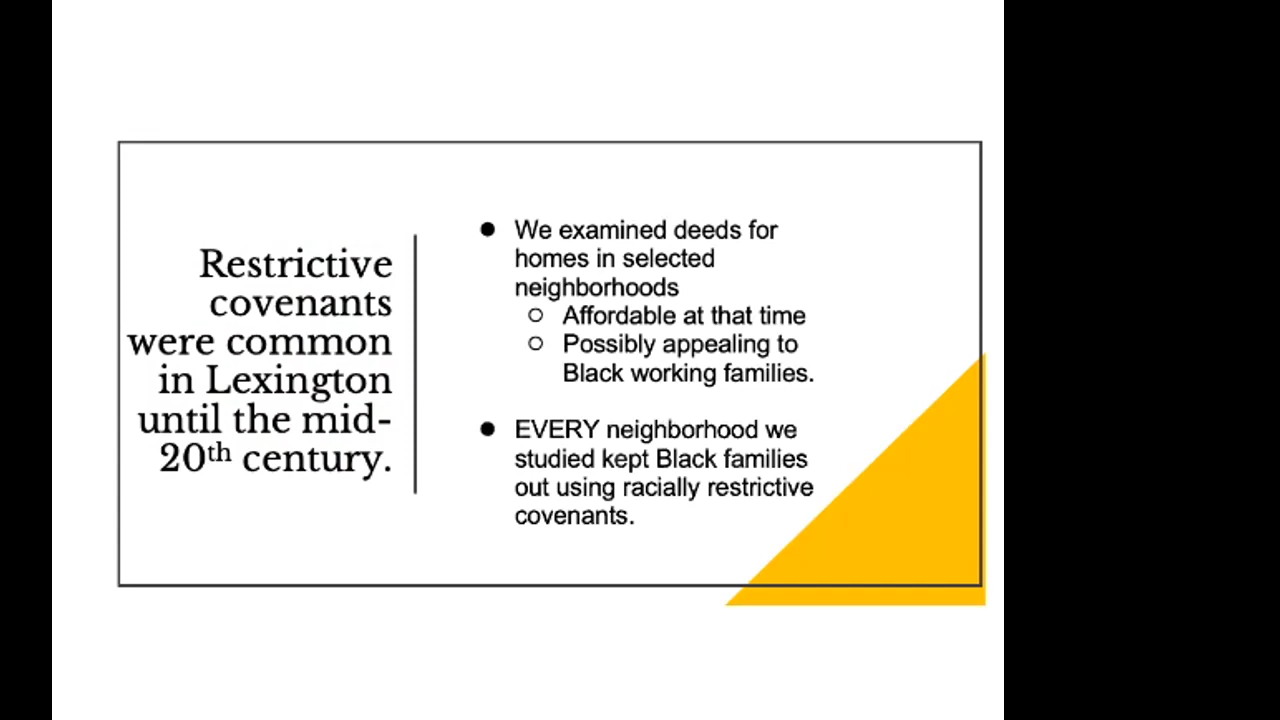 Restrictive
covenants
were common
in Lexington
until the mid-
20th century.
● We examined deeds for
homes in selected
neighborhoods
○ Affordable at that time
○ Possibly appealing to
Black working families.
● EVERY neighborhood we
studied kept Black families
out using racially restrictive
covenants.